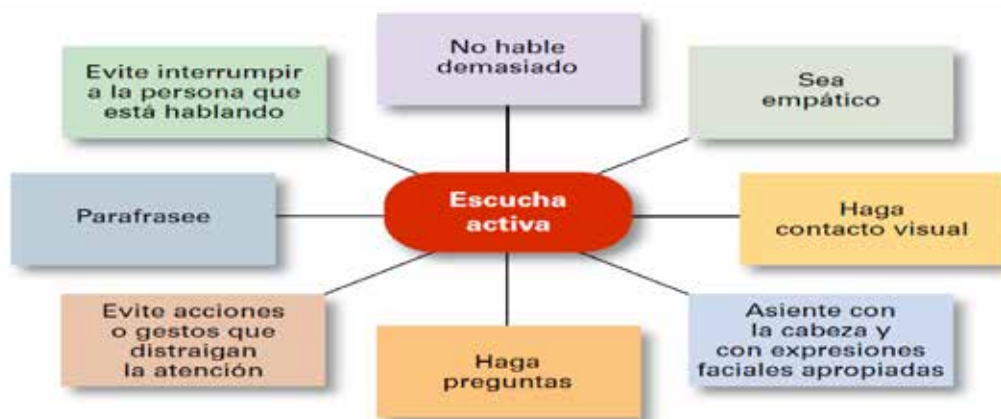 No hable
demasiado
Evite interrumpir
a la persona que
está hablando
Sea
empático
Parafrasee
Escucha
activa
Haga
contacto visual
Evite acciones
o gestos que
distraigan
la atención
Haga
preguntas
Asiente con
la cabeza y
con expresiones
faciales apropiadas